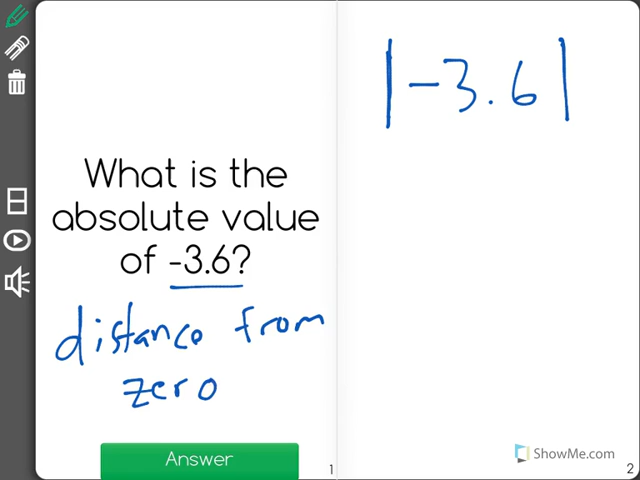 What is the
absolute value
of -3.6?
distance from
zero
Answer
1
|-3.6|
ShowMe.com
2